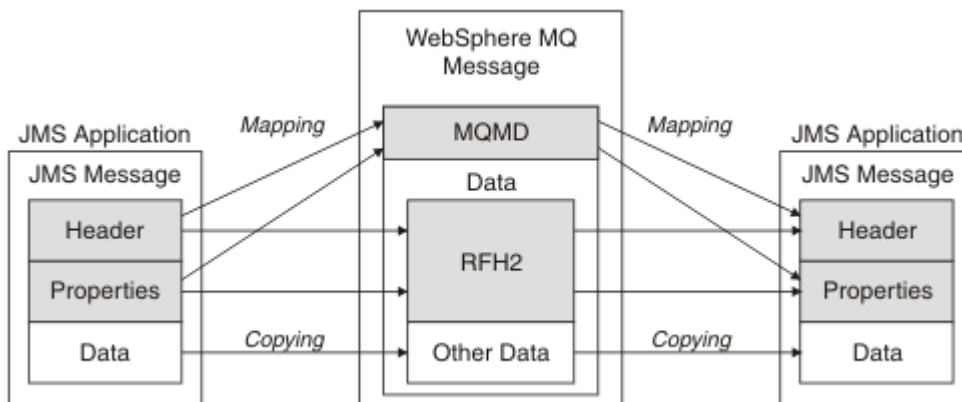 WebSphere MQ
Message
JMS Application
Mapping
MQMD
Mapping
JMS Application
JMS Message
Data
JMS Message
Header
Header
RFH2
Properties
Properties
Data
Copying
Other Data
Copying
Data